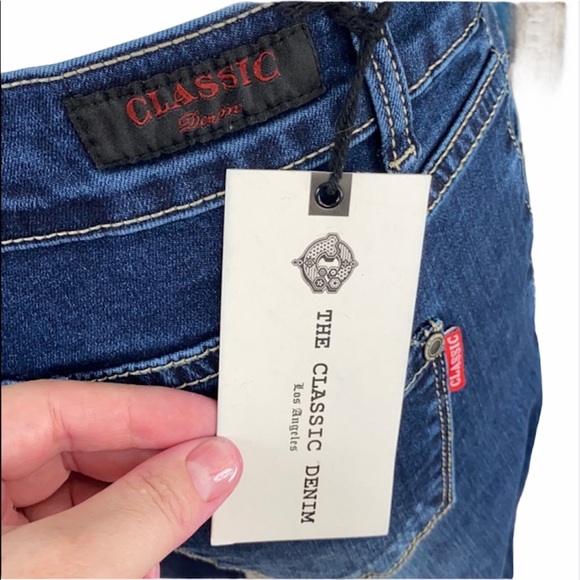 CLASSIC
Denim
THE CLASSIC DENIM
Los Angeles
CLASSIC